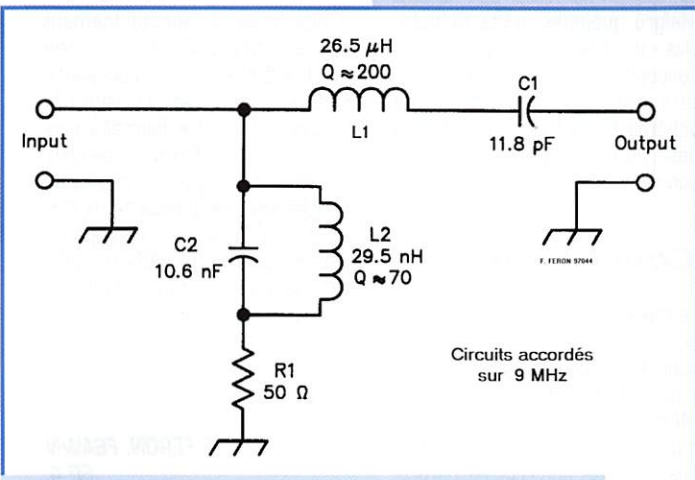 26.5 μH
Q ≈ 200
L1
C1
11.8 pF
Input
Output
C2
10.6 nF
L2
29.5 nH
Q ≈ 70
F. FERON 97044
R1
50 Ω
Circuits accordés
sur 9 MHz